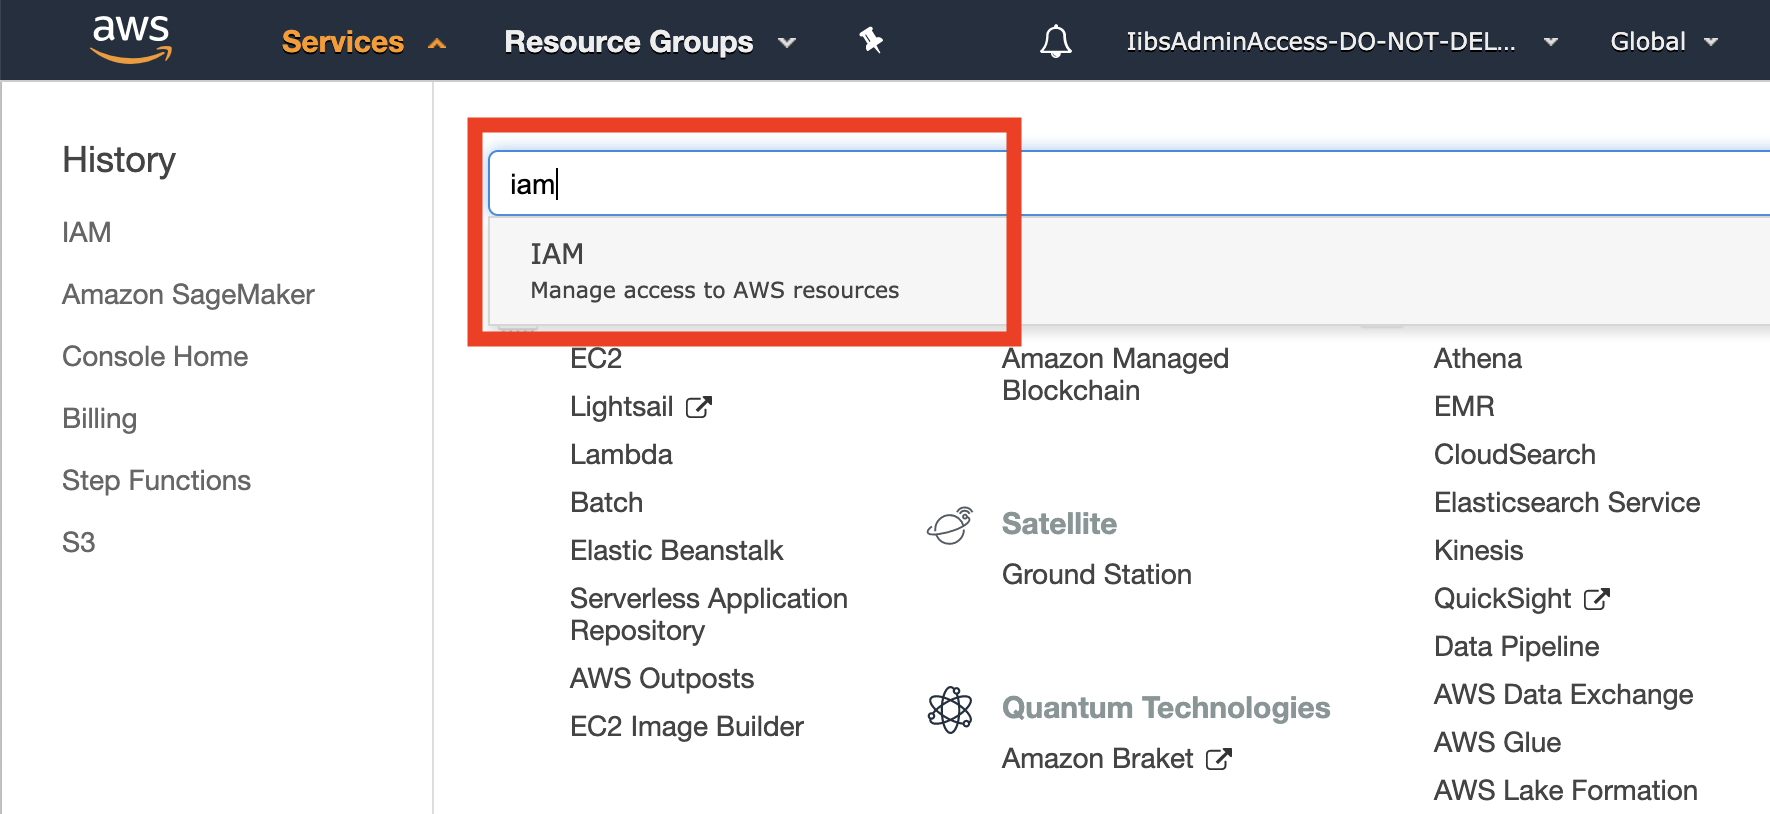 aws
Services
Resource Groups
IibsAdminAccess-DO-NOT-DEL...
Global
History
IAM
Amazon SageMaker
Console Home
Billing
Step Functions
S3
iam
IAM
Manage access to AWS resources
EC2
Lightsail
Lambda
Batch
Elastic Beanstalk
Serverless Application
Repository
AWS Outposts
EC2 Image Builder
Amazon Managed
Blockchain
Satellite
Ground Station
Quantum Technologies
Amazon Braket
Athena
EMR
CloudSearch
Elasticsearch Service
Kinesis
QuickSight
Data Pipeline
AWS Data Exchange
AWS Glue
AWS Lake Formation